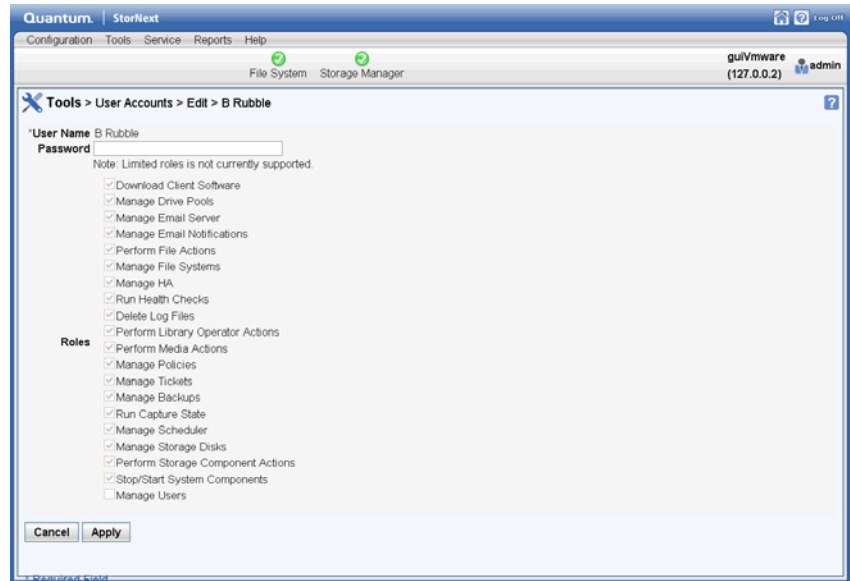 Quantum. StorNext Log Off
Configuration Tools Service Reports Help
File System Storage Manager guiVmware (127.0.0.2) admin
Tools > User Accounts > Edit > B Rubble
*User Name B Rubble
Password
Note: Limited roles is not currently supported.
Roles
Download Client Software
Manage Drive Pools
Manage Email Server
Manage Email Notifications
Perform File Actions
Manage File Systems
Manage HA
Run Health Checks
Delete Log Files
Perform Library Operator Actions
Perform Media Actions
Manage Policies
Manage Tickets
Manage Backups
Run Capture State
Manage Scheduler
Manage Storage Disks
Perform Storage Component Actions
Stop/Start System Components
Manage Users
Cancel Apply
* Required Field